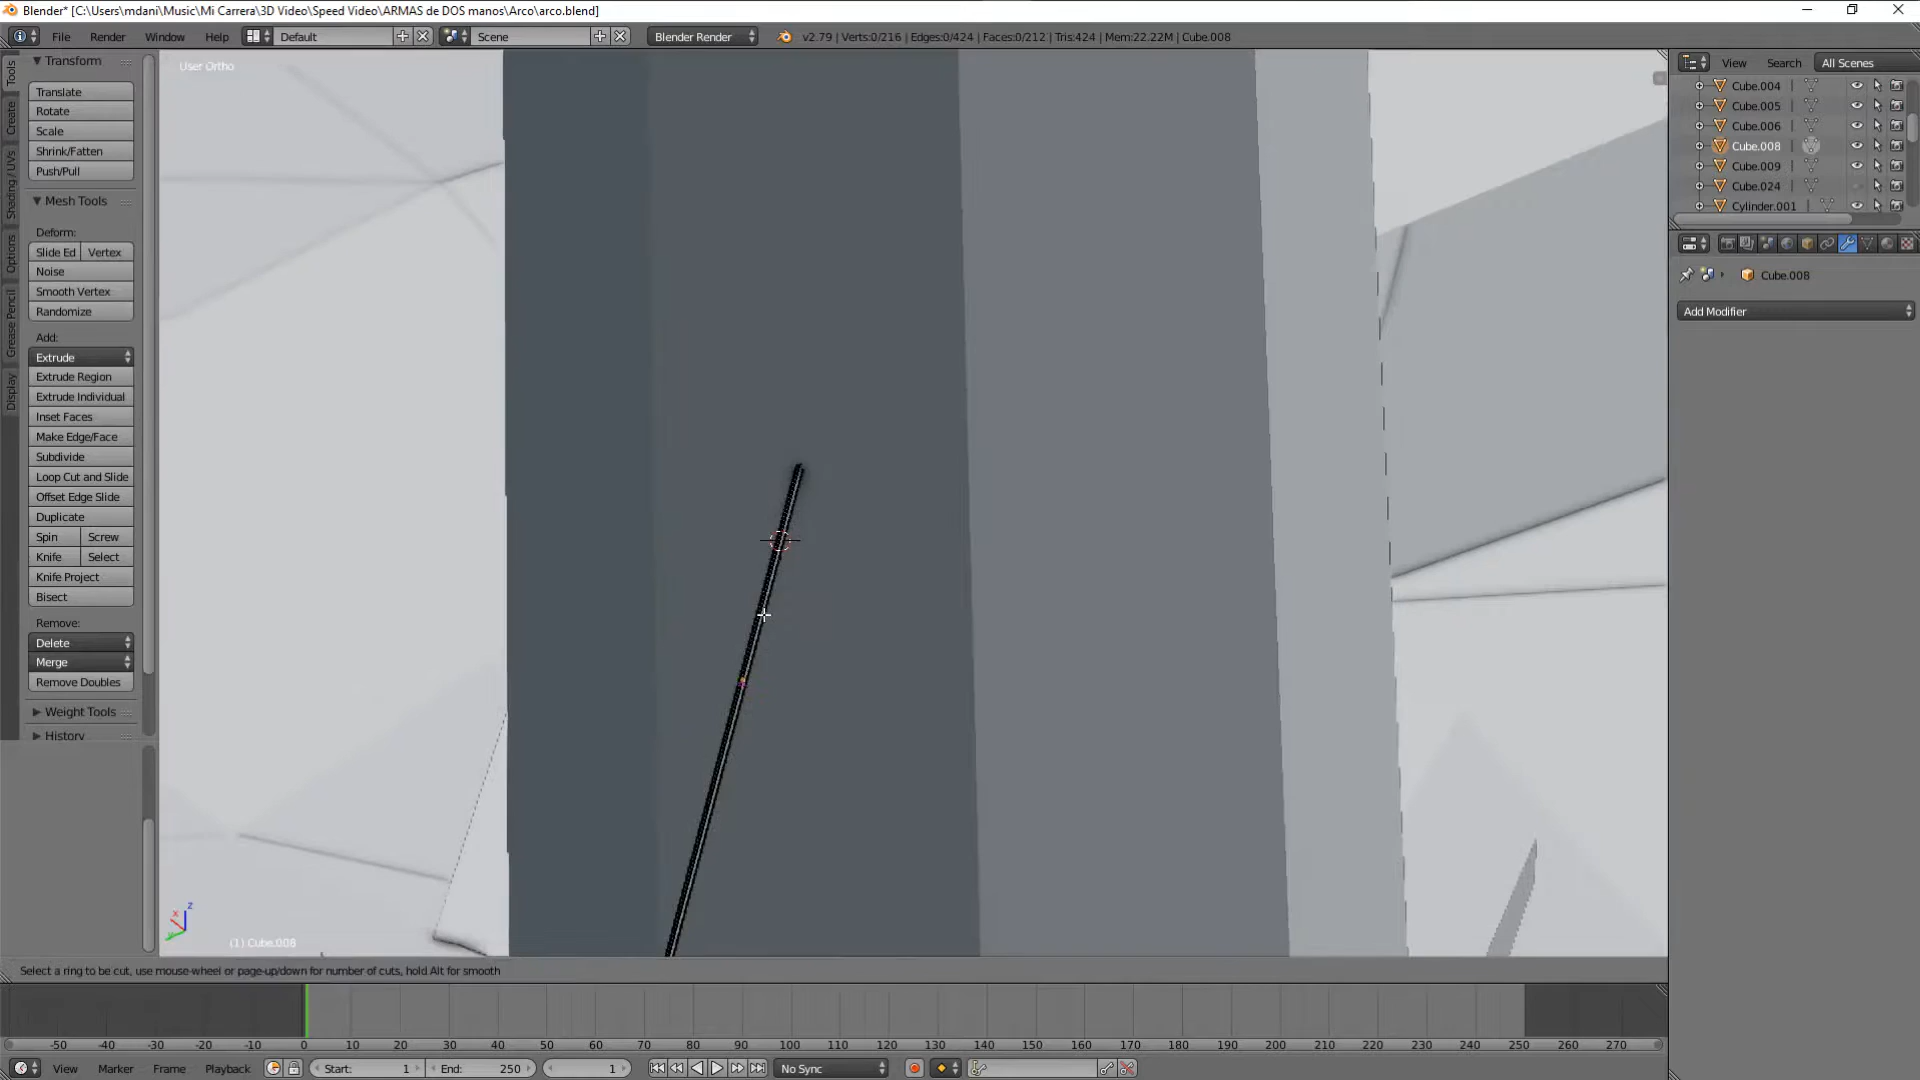 Blender* [C:\Users\mdani\Music\Mi Carrera\3D Video\Speed Video\ARMAS de DOS manos\Arco\arco.blend]
File Render Window Help Default Scene Blender Render v2.79 | Verts:0/216 | Edges:0/424 | Faces:0/212 | Tris:424 | Mem:22.22M | Cube.008
Tools
Create
Shading / UVs
Options
Grease Pencil
Display
Transform
Translate
Rotate
Scale
Shrink/Fatten
Push/Pull
Mesh Tools
Deform:
Slide Ed Vertex
Noise
Smooth Vertex
Randomize
Add:
Extrude
Extrude Region
Extrude Individual
Inset Faces
Make Edge/Face
Subdivide
Loop Cut and Slide
Offset Edge Slide
Duplicate
Spin Screw
Knife Select
Knife Project
Bisect
Remove:
Delete
Merge
Remove Doubles
Weight Tools
History
User Ortho
z
x
(1) Cube.008
View Search All Scenes
Cube.004
Cube.005
Cube.006
Cube.008
Cube.009
Cube.024
Cylinder.001
Cube.008
Add Modifier
Select a ring to be cut, use mouse-wheel or page-up/down for number of cuts, hold Alt for smooth
-50 -40 -30 -20 -10 0 10 20 30 40 50 60 70 80 90 100 110 120 130 140 150 160 170 180 190 200 210 220 230 240 250 260 270
View Marker Frame Playback Start: 1 End: 250 1 No Sync